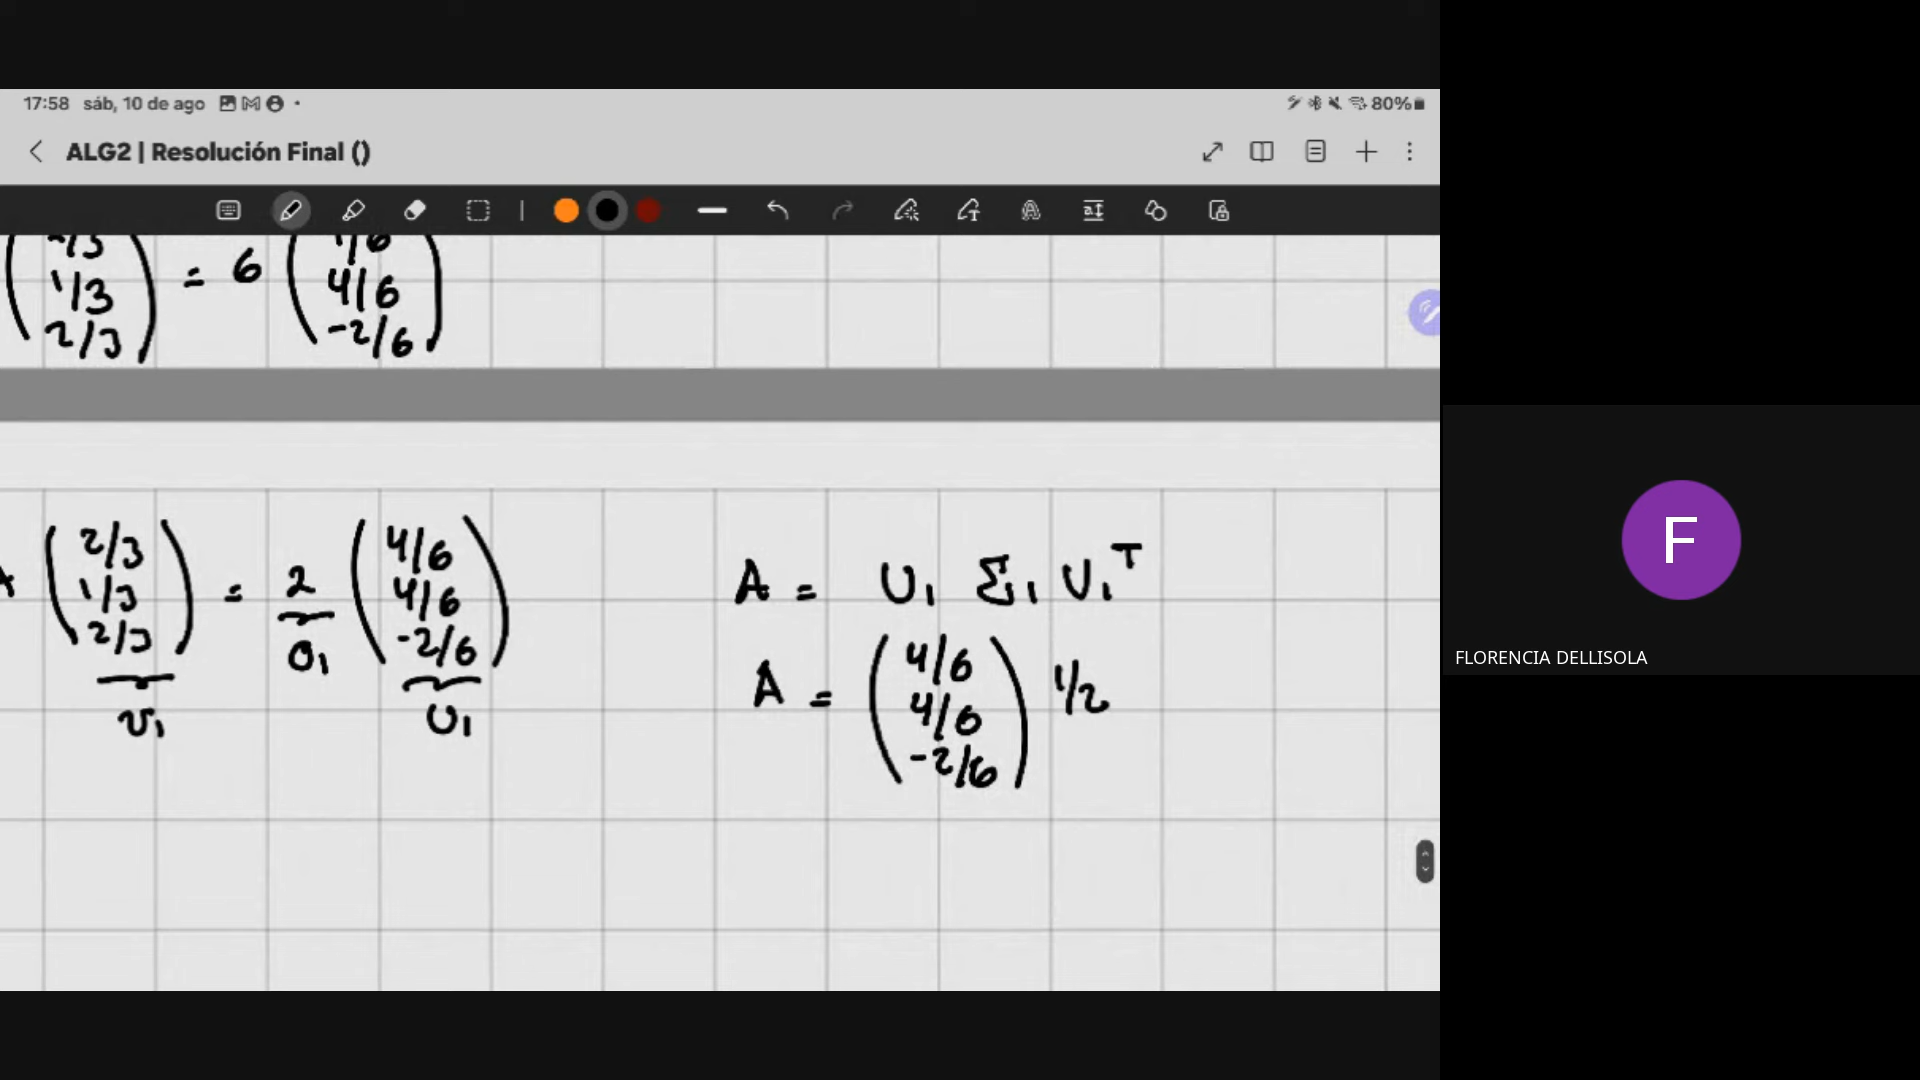 17:58 sáb, 10 de ago
80%
ALG2 | Resolución Final ()
1/3
2/3
= 6
4/6
-2/6
2/3
1/3
2/3
= 2
σ1
4/6
4/6
-2/6
v1
U1
A = U1 Σ1 V1^T
A =
4/6
4/6
-2/6
1/2
F
FLORENCIA DELLISOLA